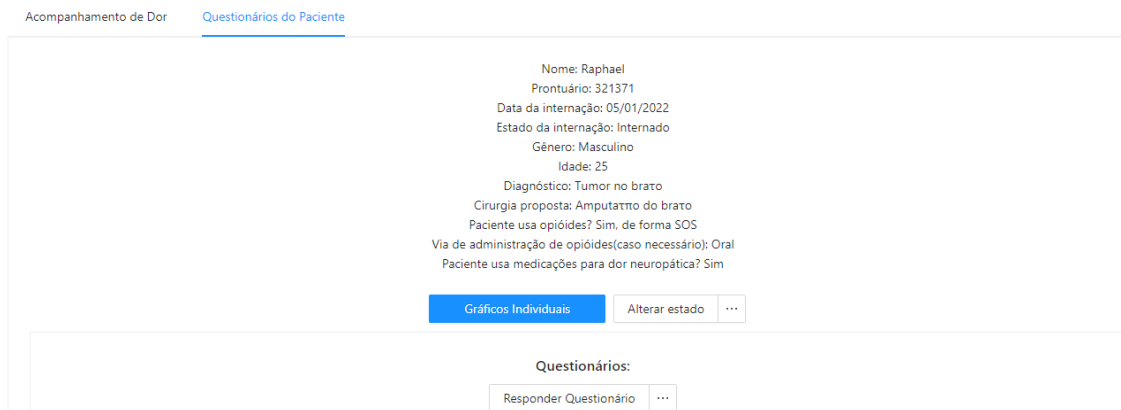 Acompanhamento de Dor Questionários do Paciente
Nome: Raphael
Prontuário: 321371
Data da internação: 05/01/2022
Estado da internação: Internado
Gênero: Masculino
Idade: 25
Diagnóstico: Tumor no braτo
Cirurgia proposta: Amputaτπo do braτo
Paciente usa opióides? Sim, de forma SOS
Via de administração de opióides(caso necessário): Oral
Paciente usa medicações para dor neuropática? Sim
Gráficos Individuais Alterar estado ···
Questionários:
Responder Questionário ···